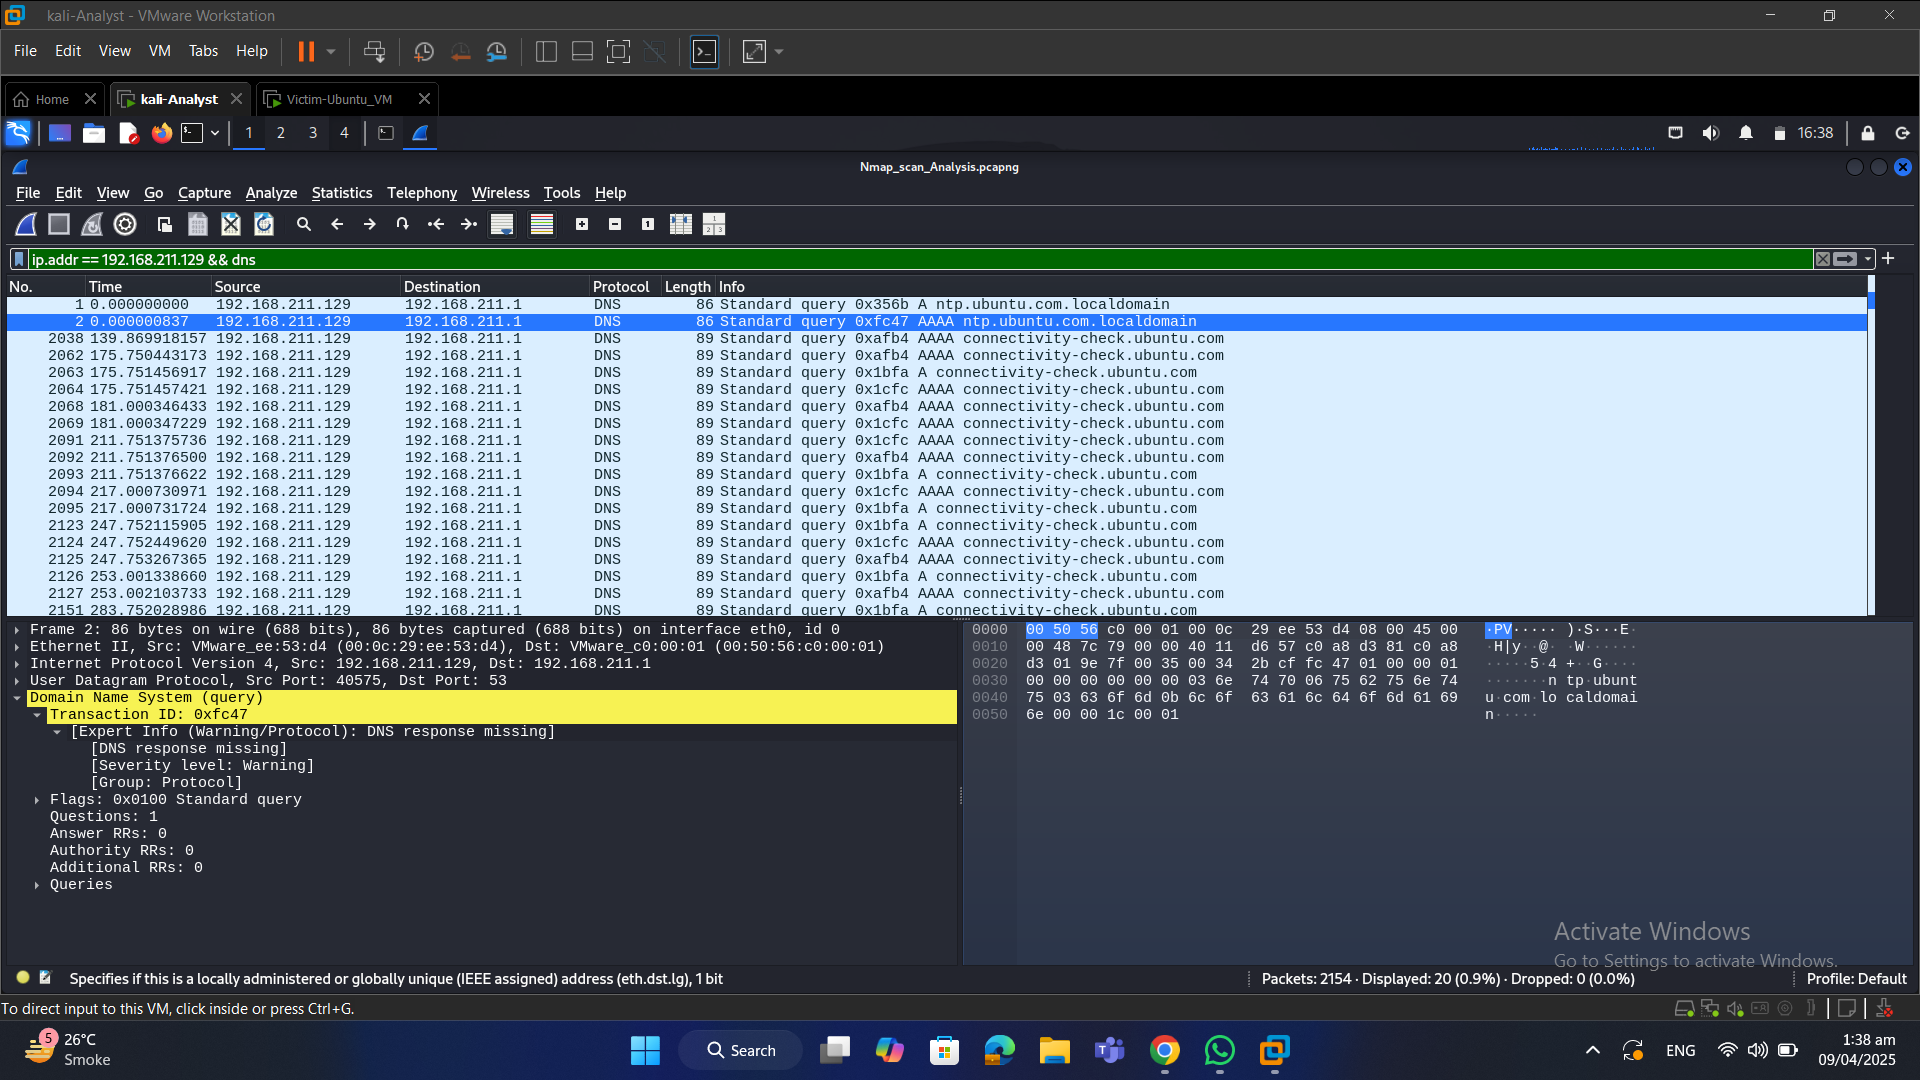 kali-Analyst - VMware Workstation
File Edit View VM Tabs Help
Home kali-Analyst Victim-Ubuntu_VM
1 2 3 4 16:38
Nmap_scan_Analysis.pcapng
File Edit View Go Capture Analyze Statistics Telephony Wireless Tools Help
ip.addr == 192.168.211.129 && dns
No. Time Source Destination Protocol Length Info
1 0.000000000 192.168.211.129 192.168.211.1 DNS 86 Standard query 0x356b A ntp.ubuntu.com.localdomain
2 0.000000837 192.168.211.129 192.168.211.1 DNS 86 Standard query 0xfc47 AAAA ntp.ubuntu.com.localdomain
2038 139.869918157 192.168.211.129 192.168.211.1 DNS 89 Standard query 0xafb4 AAAA connectivity-check.ubuntu.com
2062 175.750443173 192.168.211.129 192.168.211.1 DNS 89 Standard query 0xafb4 AAAA connectivity-check.ubuntu.com
2063 175.751456917 192.168.211.129 192.168.211.1 DNS 89 Standard query 0x1bfa A connectivity-check.ubuntu.com
2064 175.751457421 192.168.211.129 192.168.211.1 DNS 89 Standard query 0x1cfc AAAA connectivity-check.ubuntu.com
2068 181.000346433 192.168.211.129 192.168.211.1 DNS 89 Standard query 0xafb4 AAAA connectivity-check.ubuntu.com
2069 181.000347229 192.168.211.129 192.168.211.1 DNS 89 Standard query 0x1cfc AAAA connectivity-check.ubuntu.com
2091 211.751375736 192.168.211.129 192.168.211.1 DNS 89 Standard query 0x1cfc AAAA connectivity-check.ubuntu.com
2092 211.751376500 192.168.211.129 192.168.211.1 DNS 89 Standard query 0xafb4 AAAA connectivity-check.ubuntu.com
2093 211.751376622 192.168.211.129 192.168.211.1 DNS 89 Standard query 0x1bfa A connectivity-check.ubuntu.com
2094 217.000730971 192.168.211.129 192.168.211.1 DNS 89 Standard query 0x1cfc AAAA connectivity-check.ubuntu.com
2095 217.000731724 192.168.211.129 192.168.211.1 DNS 89 Standard query 0x1bfa A connectivity-check.ubuntu.com
2123 247.752115905 192.168.211.129 192.168.211.1 DNS 89 Standard query 0x1bfa A connectivity-check.ubuntu.com
2124 247.752449620 192.168.211.129 192.168.211.1 DNS 89 Standard query 0x1cfc AAAA connectivity-check.ubuntu.com
2125 247.753267365 192.168.211.129 192.168.211.1 DNS 89 Standard query 0xafb4 AAAA connectivity-check.ubuntu.com
2126 253.001338660 192.168.211.129 192.168.211.1 DNS 89 Standard query 0x1bfa A connectivity-check.ubuntu.com
2127 253.002103733 192.168.211.129 192.168.211.1 DNS 89 Standard query 0xafb4 AAAA connectivity-check.ubuntu.com
2151 283.752028986 192.168.211.129 192.168.211.1 DNS 89 Standard query 0x1bfa A connectivity-check.ubuntu.com
Frame 2: 86 bytes on wire (688 bits), 86 bytes captured (688 bits) on interface eth0, id 0
Ethernet II, Src: VMware_ee:53:d4 (00:0c:29:ee:53:d4), Dst: VMware_c0:00:01 (00:50:56:c0:00:01)
Internet Protocol Version 4, Src: 192.168.211.129, Dst: 192.168.211.1
User Datagram Protocol, Src Port: 40575, Dst Port: 53
Domain Name System (query)
Transaction ID: 0xfc47
[Expert Info (Warning/Protocol): DNS response missing]
[DNS response missing]
[Severity level: Warning]
[Group: Protocol]
Flags: 0x0100 Standard query
Questions: 1
Answer RRs: 0
Authority RRs: 0
Additional RRs: 0
Queries
0000 00 50 56 c0 00 01 00 0c 29 ee 53 d4 08 00 45 00 ·PV····· )·S···E·
0010 00 48 7c 79 00 00 40 11 d6 57 c0 a8 d3 81 c0 a8 ·H|y··@· ·W······
0020 d3 01 9e 7f 00 35 00 34 2b cf fc 47 01 00 00 01 ·····5·4 +··G····
0030 00 00 00 00 00 00 03 6e 74 70 06 75 62 75 6e 74 ·······n tp·ubunt
0040 75 03 63 6f 6d 0b 6c 6f 63 61 6c 64 6f 6d 61 69 u·com·lo caldomai
0050 6e 00 00 1c 00 01 n·····
Activate Windows
Go to Settings to activate Windows.
Specifies if this is a locally administered or globally unique (IEEE assigned) address (eth.dst.lg), 1 bit
Packets: 2154 · Displayed: 20 (0.9%) · Dropped: 0 (0.0%) Profile: Default
To direct input to this VM, click inside or press Ctrl+G.
5 26°C
Smoke
Search
ENG
1:38 am
09/04/2025